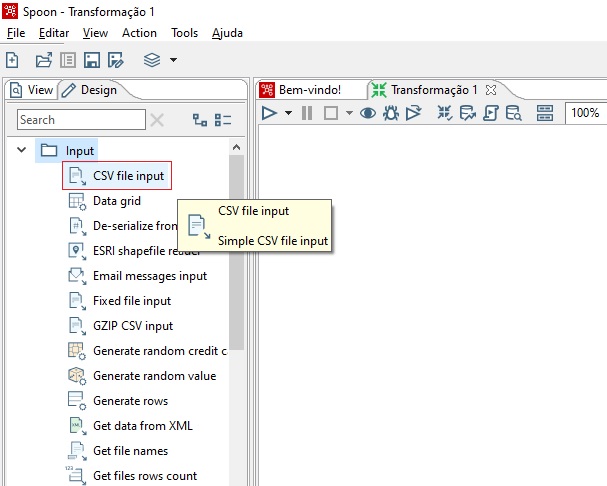 Spoon - Transformação 1
File Editar View Action Tools Ajuda
View Design
Bem-vindo! Transformação 1
Search
100%
Input
CSV file input
Data grid
CSV file input
De-serialize from
Simple CSV file input
ESRI shapefile reader
Email messages input
Fixed file input
GZIP CSV input
Generate random credit c
Generate random value
Generate rows
Get data from XML
Get file names
123
Get files rows count